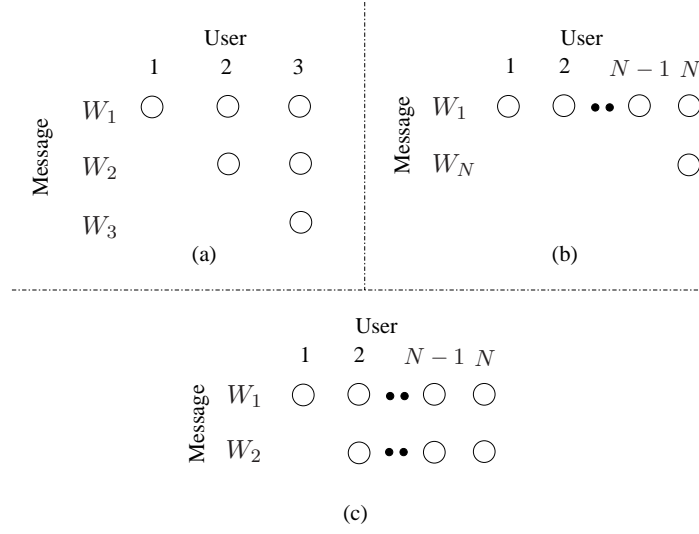 User
1 2 3
Message
W₁
W₂
W₃
(a)
User
1 2 N − 1 N
Message
W₁
W_N
(b)
User
1 2 N − 1 N
Message
W₁
W₂
(c)